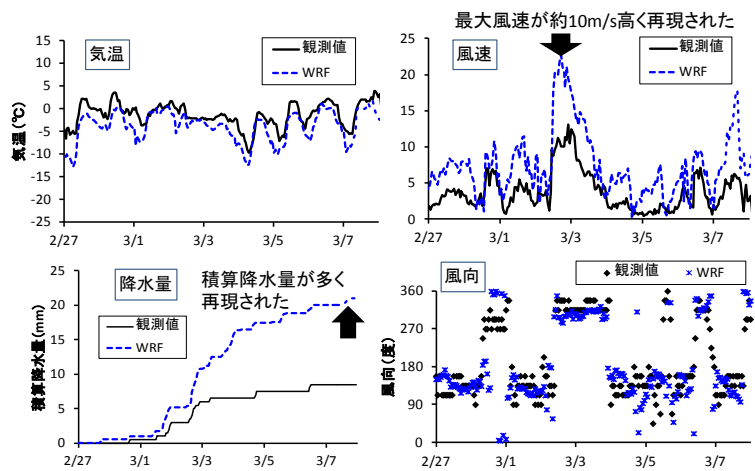 最大風速が約10m/s高く再現された
気温
観測値
WRF
気温(℃)
15
10
5
0
-5
-10
-15
-20
-25
2/27
3/1
3/3
3/5
3/7
風速
観測値
WRF
25
20
15
10
5
0
2/27
3/1
3/3
3/5
3/7
降水量
積算降水量が多く
再現された
観測値
WRF
積算降水量(mm)
25
20
15
10
5
0
2/27
3/1
3/3
3/5
3/7
風向
観測値
WRF
風向(度)
360
270
180
90
0
2/27
3/1
3/3
3/5
3/7